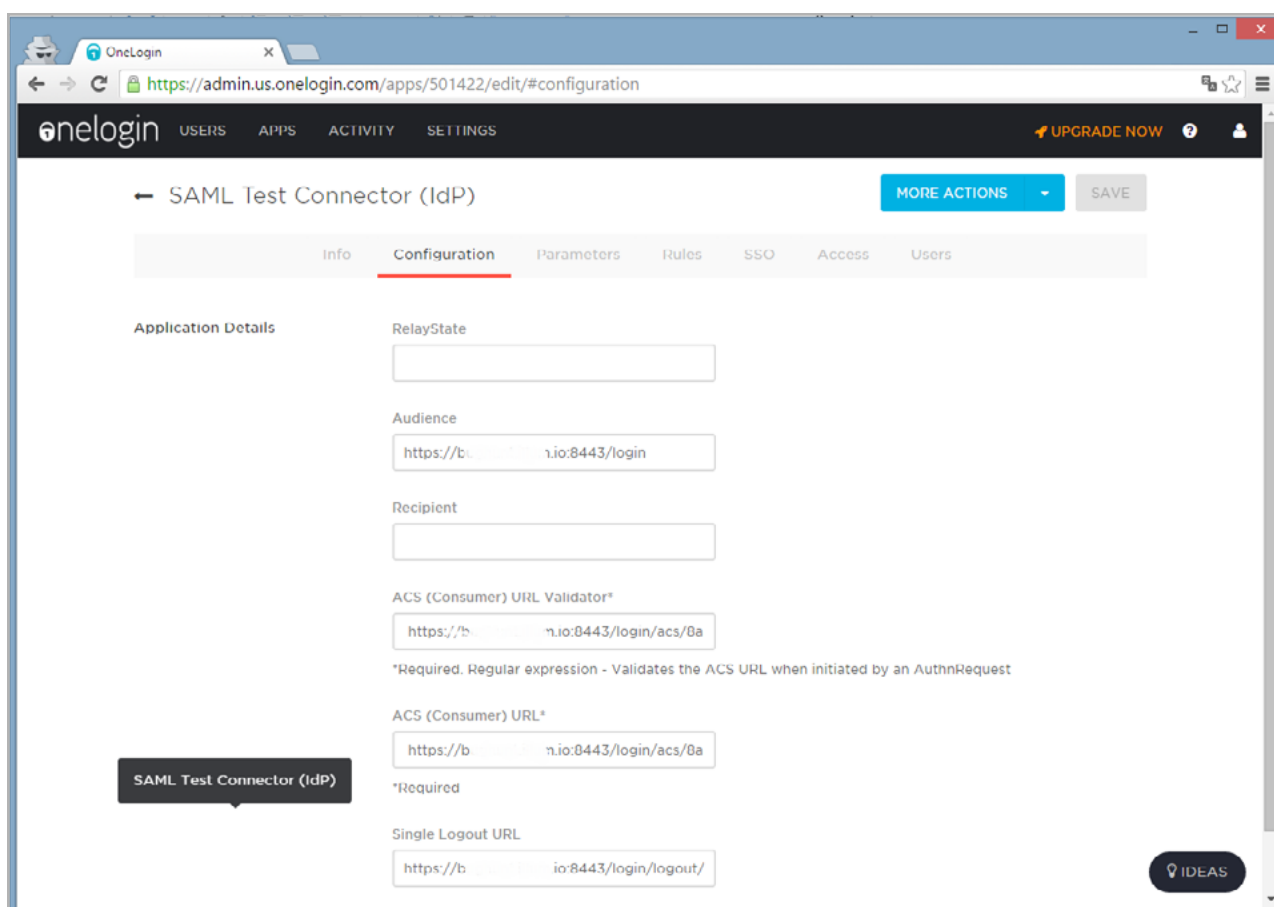 OneLogin
https://admin.us.onelogin.com/apps/501422/edit/#configuration
onelogin USERS APPS ACTIVITY SETTINGS UPGRADE NOW
SAML Test Connector (IdP) MORE ACTIONS SAVE
Info Configuration Parameters Rules SSO Access Users
Application Details
RelayState
Audience
https://b .io:8443/login
Recipient
ACS (Consumer) URL Validator*
https://b m.io:8443/login/acs/8a
*Required. Regular expression - Validates the ACS URL when initiated by an AuthnRequest
ACS (Consumer) URL*
https://b .io:8443/login/acs/8a
SAML Test Connector (IdP)
*Required
Single Logout URL
https://b io:8443/login/logout/
IDEAS